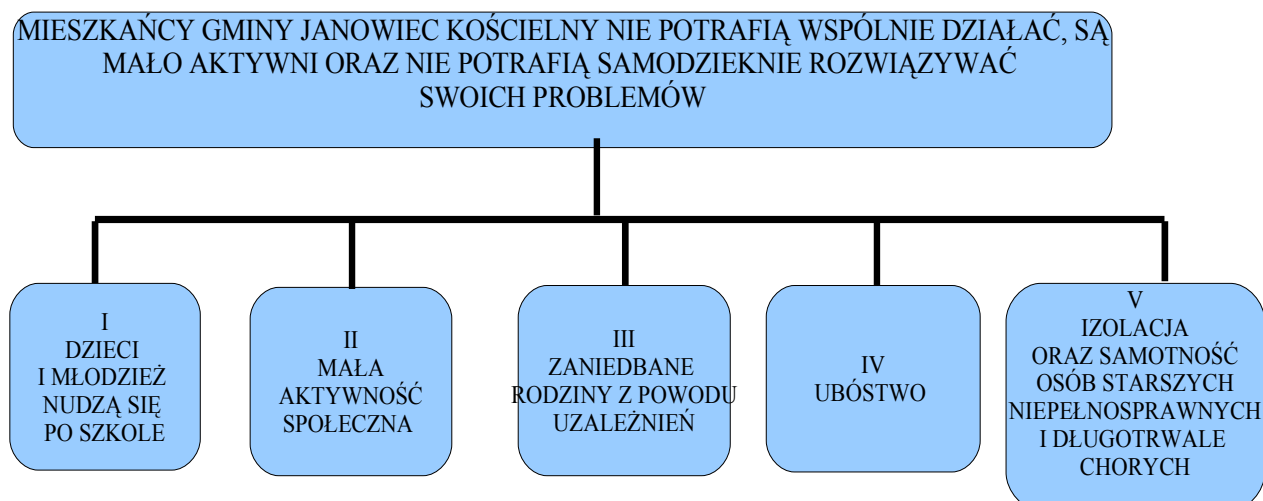 MIESZKAŃCY GMINY JANOWIEC KOŚCIELNY NIE POTRAFIĄ WSPÓLNIE DZIAŁAĆ, SĄ
MAŁO AKTYWNI ORAZ NIE POTRAFIĄ SAMODZIEKNIE ROZWIĄZYWAĆ
SWOICH PROBLEMÓW
I
DZIECI
I MŁODZIEŻ
NUDZĄ SIĘ
PO SZKOLE
II
MAŁA
AKTYWNOŚĆ
SPOŁECZNA
III
ZANIEDBANE
RODZINY Z POWODU
UZALEŻNIEŃ
IV
UBÓSTWO
V
IZOLACJA
ORAZ SAMOTNOŚĆ
OSÓB STARSZYCH
NIEPEŁNOSPRAWNYCH
I DŁUGOTRWALE
CHORYCH